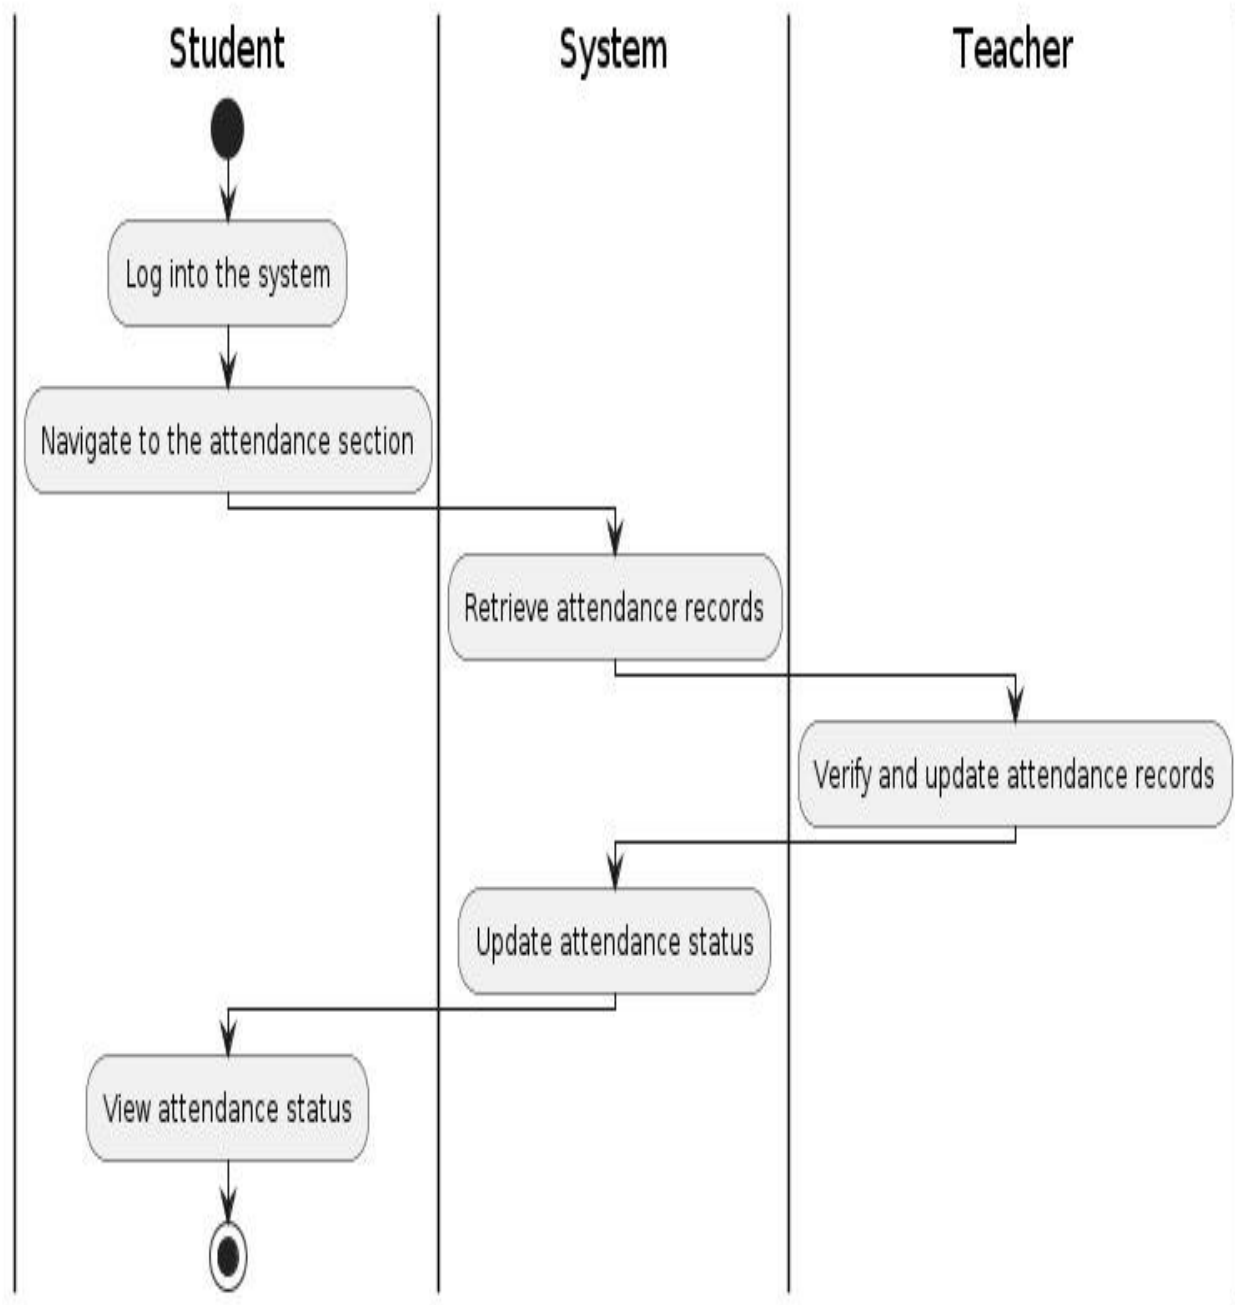 Student
System
Teacher
Log into the system
Navigate to the attendance section
Retrieve attendance records
Verify and update attendance records
Update attendance status
View attendance status